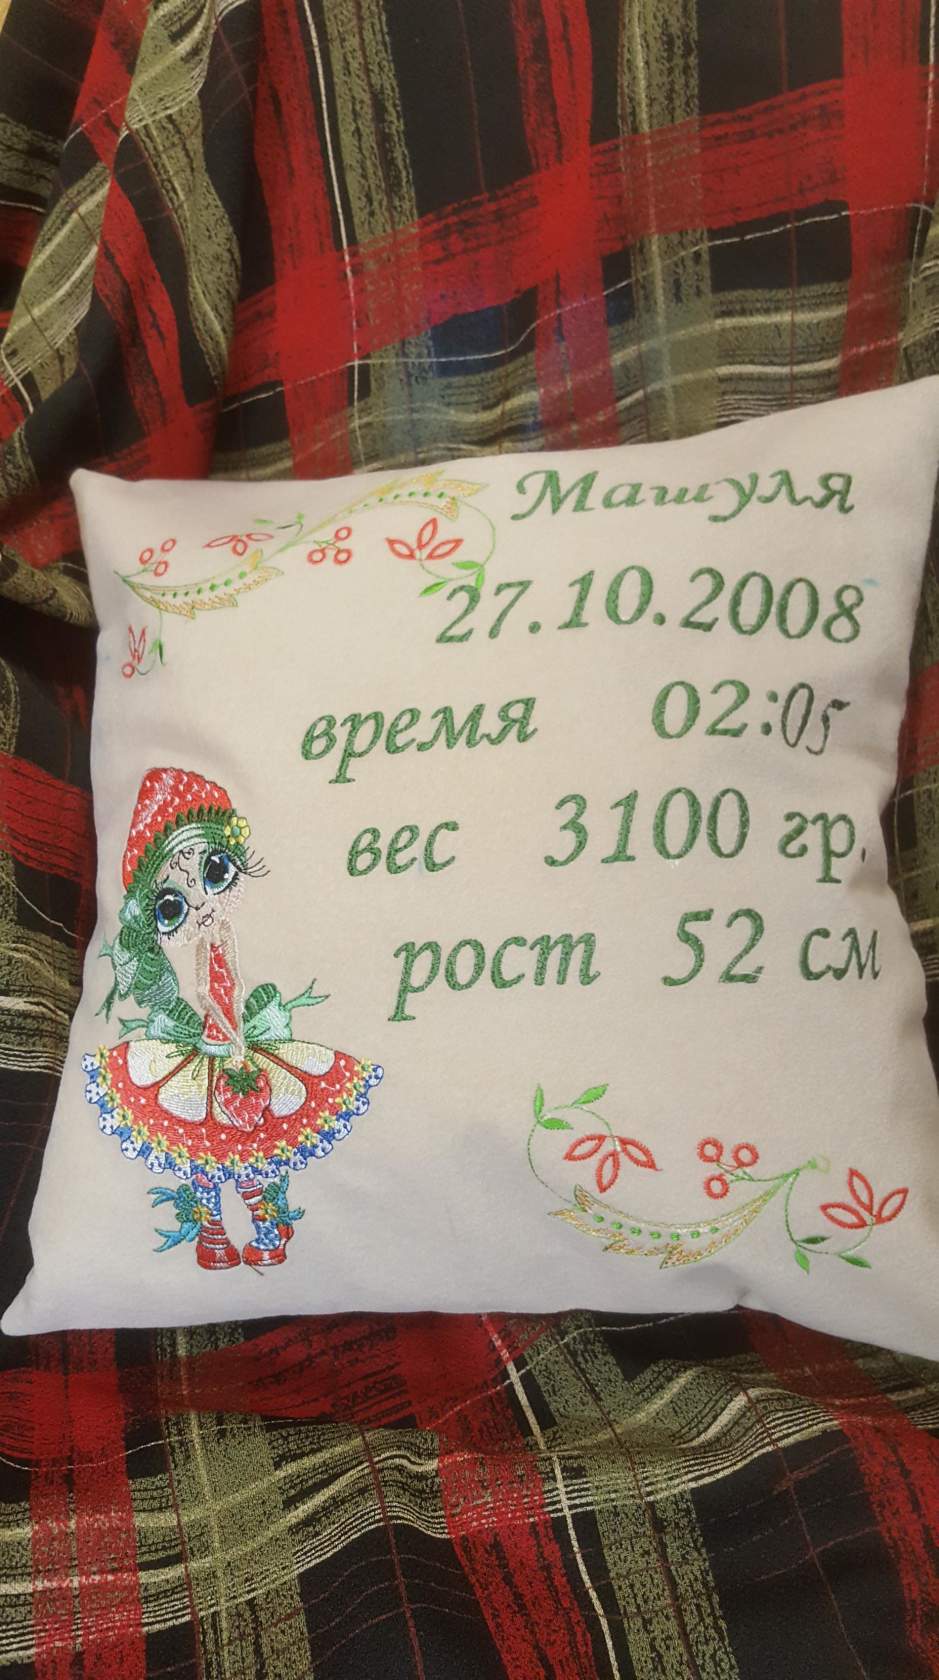 Машуля
27.10.2008
время 02:05
вес 3100 гр.
рост 52 см